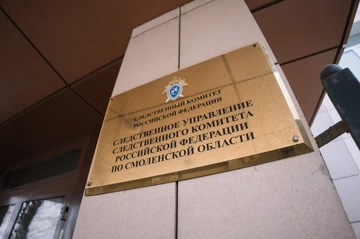 СЛЕДСТВЕННЫЙ КОМИТЕТ
РОССИЙСКОЙ ФЕДЕРАЦИИ
СЛЕДСТВЕННОЕ УПРАВЛЕНИЕ
СЛЕДСТВЕННОГО КОМИТЕТА
РОССИЙСКОЙ ФЕДЕРАЦИИ
ПО СМОЛЕНСКОЙ ОБЛАСТИ